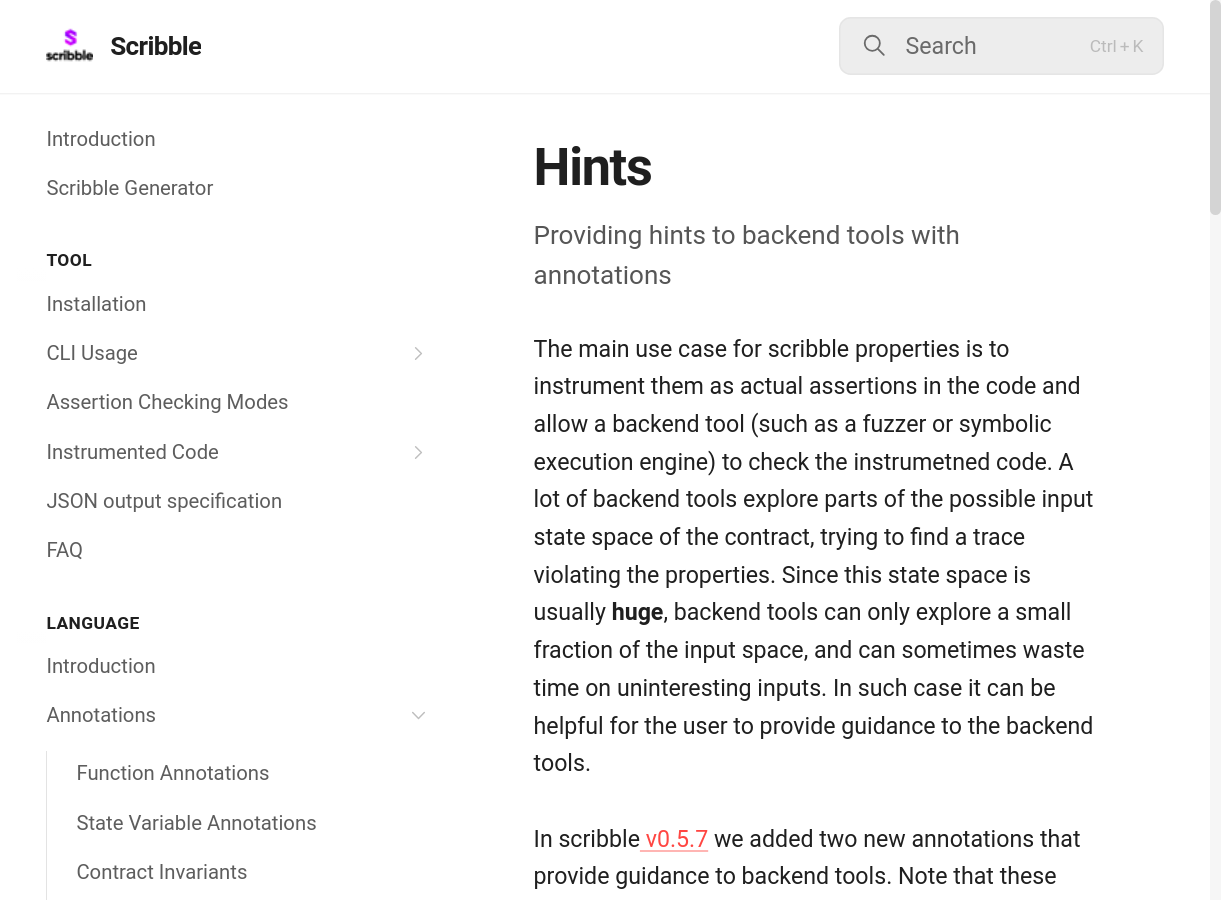 scribble
Scribble
Search
Ctrl + K
Introduction
Scribble Generator
TOOL
Installation
CLI Usage
Assertion Checking Modes
Instrumented Code
JSON output specification
FAQ
LANGUAGE
Introduction
Annotations
Function Annotations
State Variable Annotations
Contract Invariants
Hints
Providing hints to backend tools with
annotations
The main use case for scribble properties is to
instrument them as actual assertions in the code and
allow a backend tool (such as a fuzzer or symbolic
execution engine) to check the instrumetned code. A
lot of backend tools explore parts of the possible input
state space of the contract, trying to find a trace
violating the properties. Since this state space is
usually huge, backend tools can only explore a small
fraction of the input space, and can sometimes waste
time on uninteresting inputs. In such case it can be
helpful for the user to provide guidance to the backend
tools.
In scribble v0.5.7 we added two new annotations that
provide guidance to backend tools. Note that these